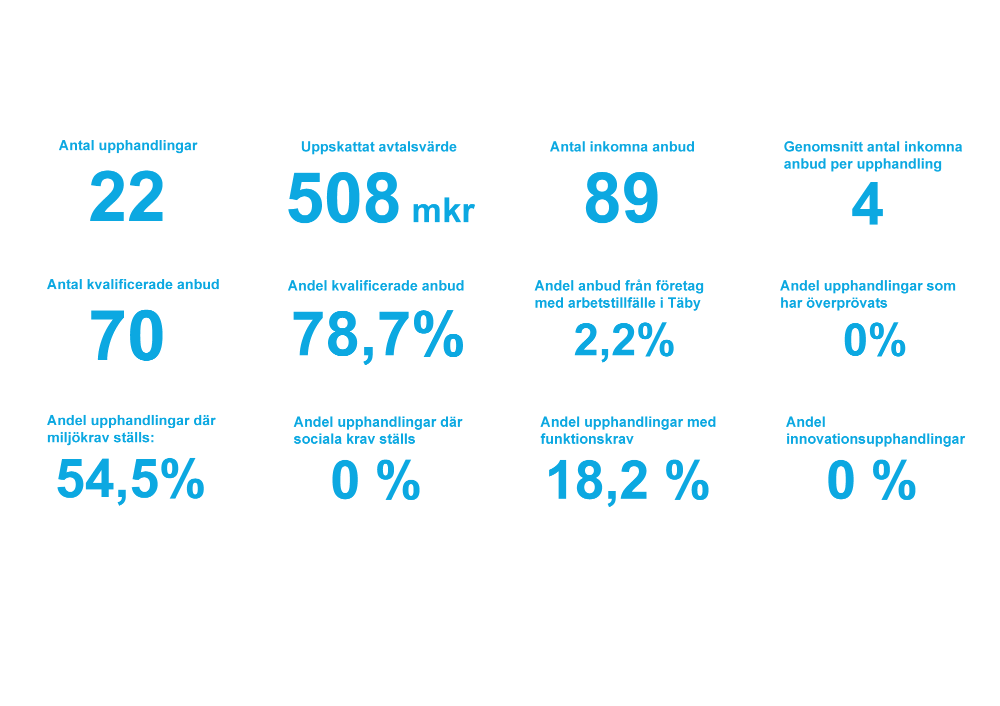 Antal upphandlingar
22
Uppskattat avtalsvärde
508 mkr
Antal inkomna anbud
89
Genomsnitt antal inkomna
anbud per upphandling
4
Antal kvalificerade anbud
70
Andel kvalificerade anbud
78,7%
Andel anbud från företag
med arbetstillfälle i Täby
2,2%
Andel upphandlingar som
har överprövats
0%
Andel upphandlingar där
miljökrav ställs:
54,5%
Andel upphandlingar där
sociala krav ställs
0 %
Andel upphandlingar med
funktionskrav
18,2 %
Andel
innovationsupphandlingar
0 %